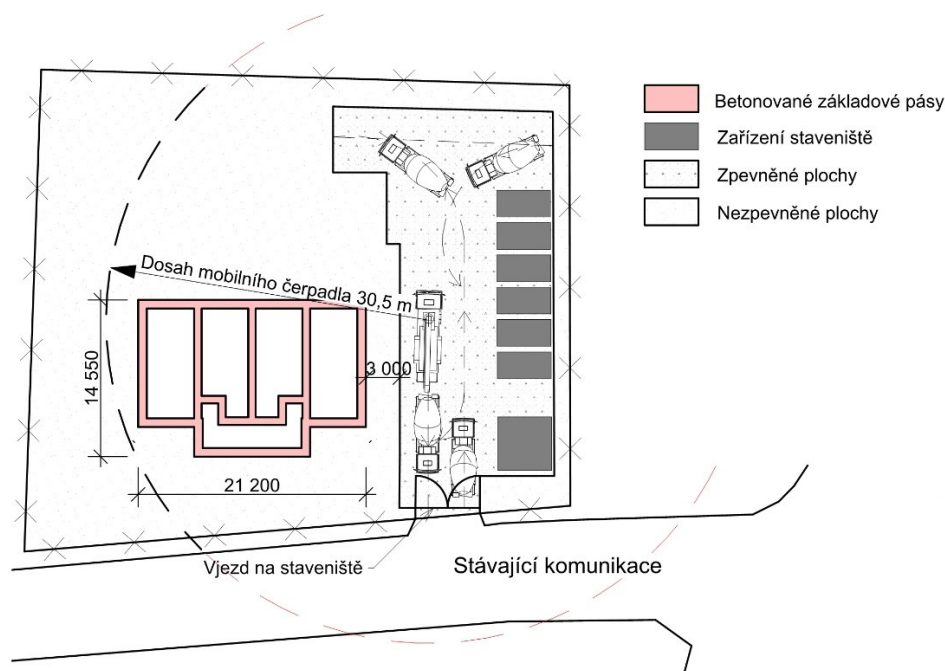 Betonované základové pásy
Zařízení staveniště
Zpevněné plochy
Nezpevněné plochy
Dosah mobilního čerpadla 30,5 m
3 000
14 550
21 200
Vjezd na staveniště
Stávající komunikace